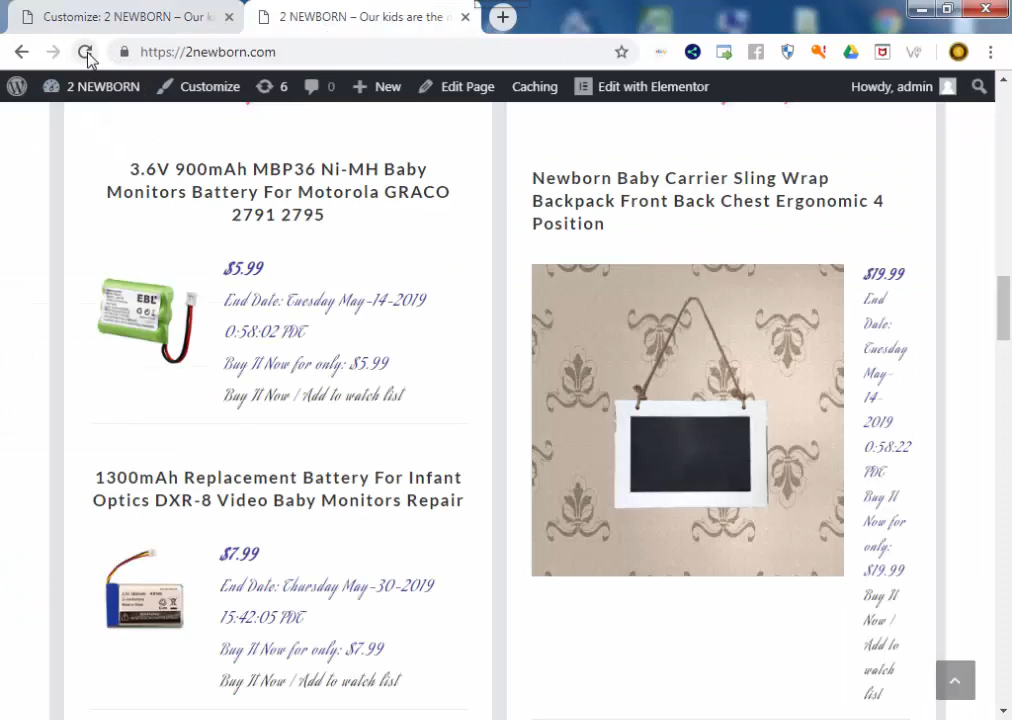 Customize: 2 NEWBORN – Our ki
2 NEWBORN – Our kids are the n
https://2newborn.com
2 NEWBORN
Customize
6
0
New
Edit Page
Caching
Edit with Elementor
Howdy, admin
3.6V 900mAh MBP36 Ni-MH Baby
Monitors Battery For Motorola GRACO
2791 2795
EBL
$5.99
End Date: Tuesday May-14-2019
0:58:02 PDT
Buy It Now for only: $5.99
Buy It Now | Add to watch list
1300mAh Replacement Battery For Infant
Optics DXR-8 Video Baby Monitors Repair
$7.99
End Date: Thursday May-30-2019
15:42:05 PDT
Buy It Now for only: $7.99
Buy It Now | Add to watch list
Newborn Baby Carrier Sling Wrap
Backpack Front Back Chest Ergonomic 4
Position
$19.99
End
Date:
Tuesday
May-
14-
2019
0:58:22
PDT
Buy It
Now for
only:
$19.99
Buy It
Now |
Add to
watch
list